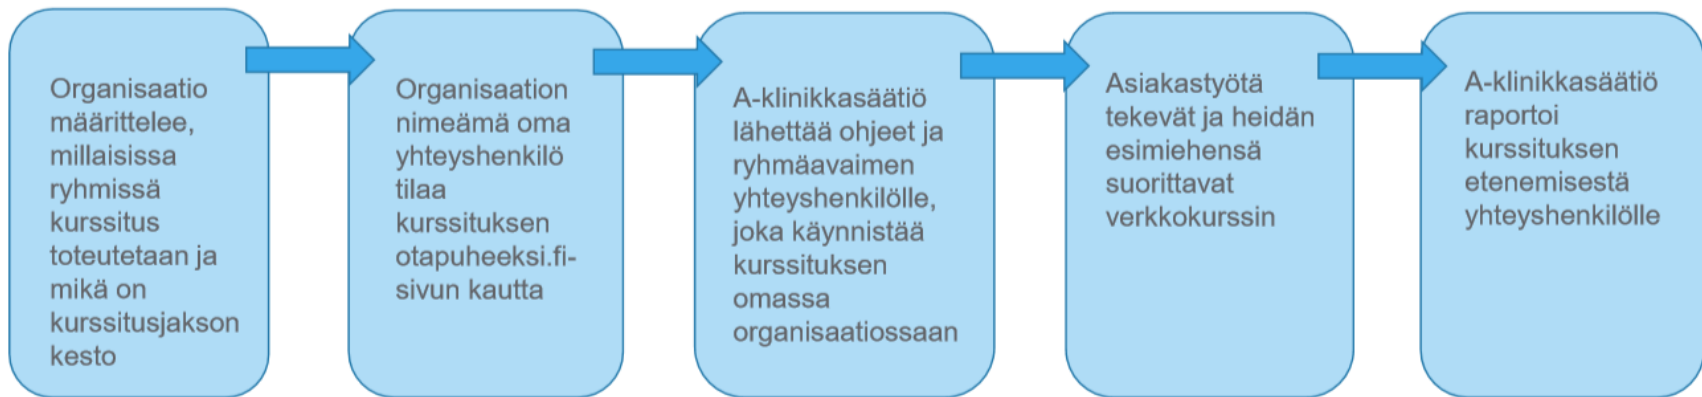 Organisaatio
määrittelee,
millaisissa
ryhmissä
kurssitus
toteutetaan ja
mikä on
kurssitusjakson
kesto
Organisaation
nimeämä oma
yhteyshenkilö
tilaa
kurssituksen
otapuheeksi.fi-
sivun kautta
A-klinikkasäätiö
lähettää ohjeet ja
ryhmäavaimen
yhteyshenkilölle,
joka käynnistää
kurssituksen
omassa
organisaatiossaan
Asiakastyötä
tekevät ja heidän
esimiehensä
suorittavat
verkkokurssin
A-klinikkasäätiö
raportoi
kurssituksen
etenemisestä
yhteyshenkilölle